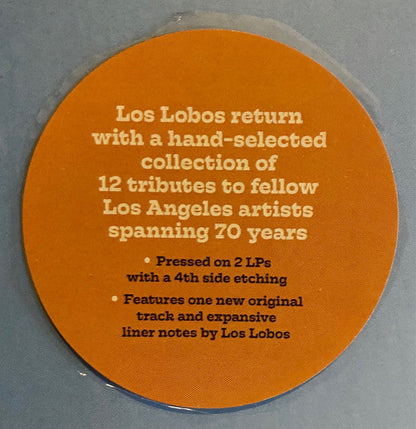 Los Lobos return
with a hand-selected
collection of
12 tributes to fellow
Los Angeles artists
spanning 70 years
• Pressed on 2 LPs
with a 4th side etching
• Features one new original
track and expansive
liner notes by Los Lobos